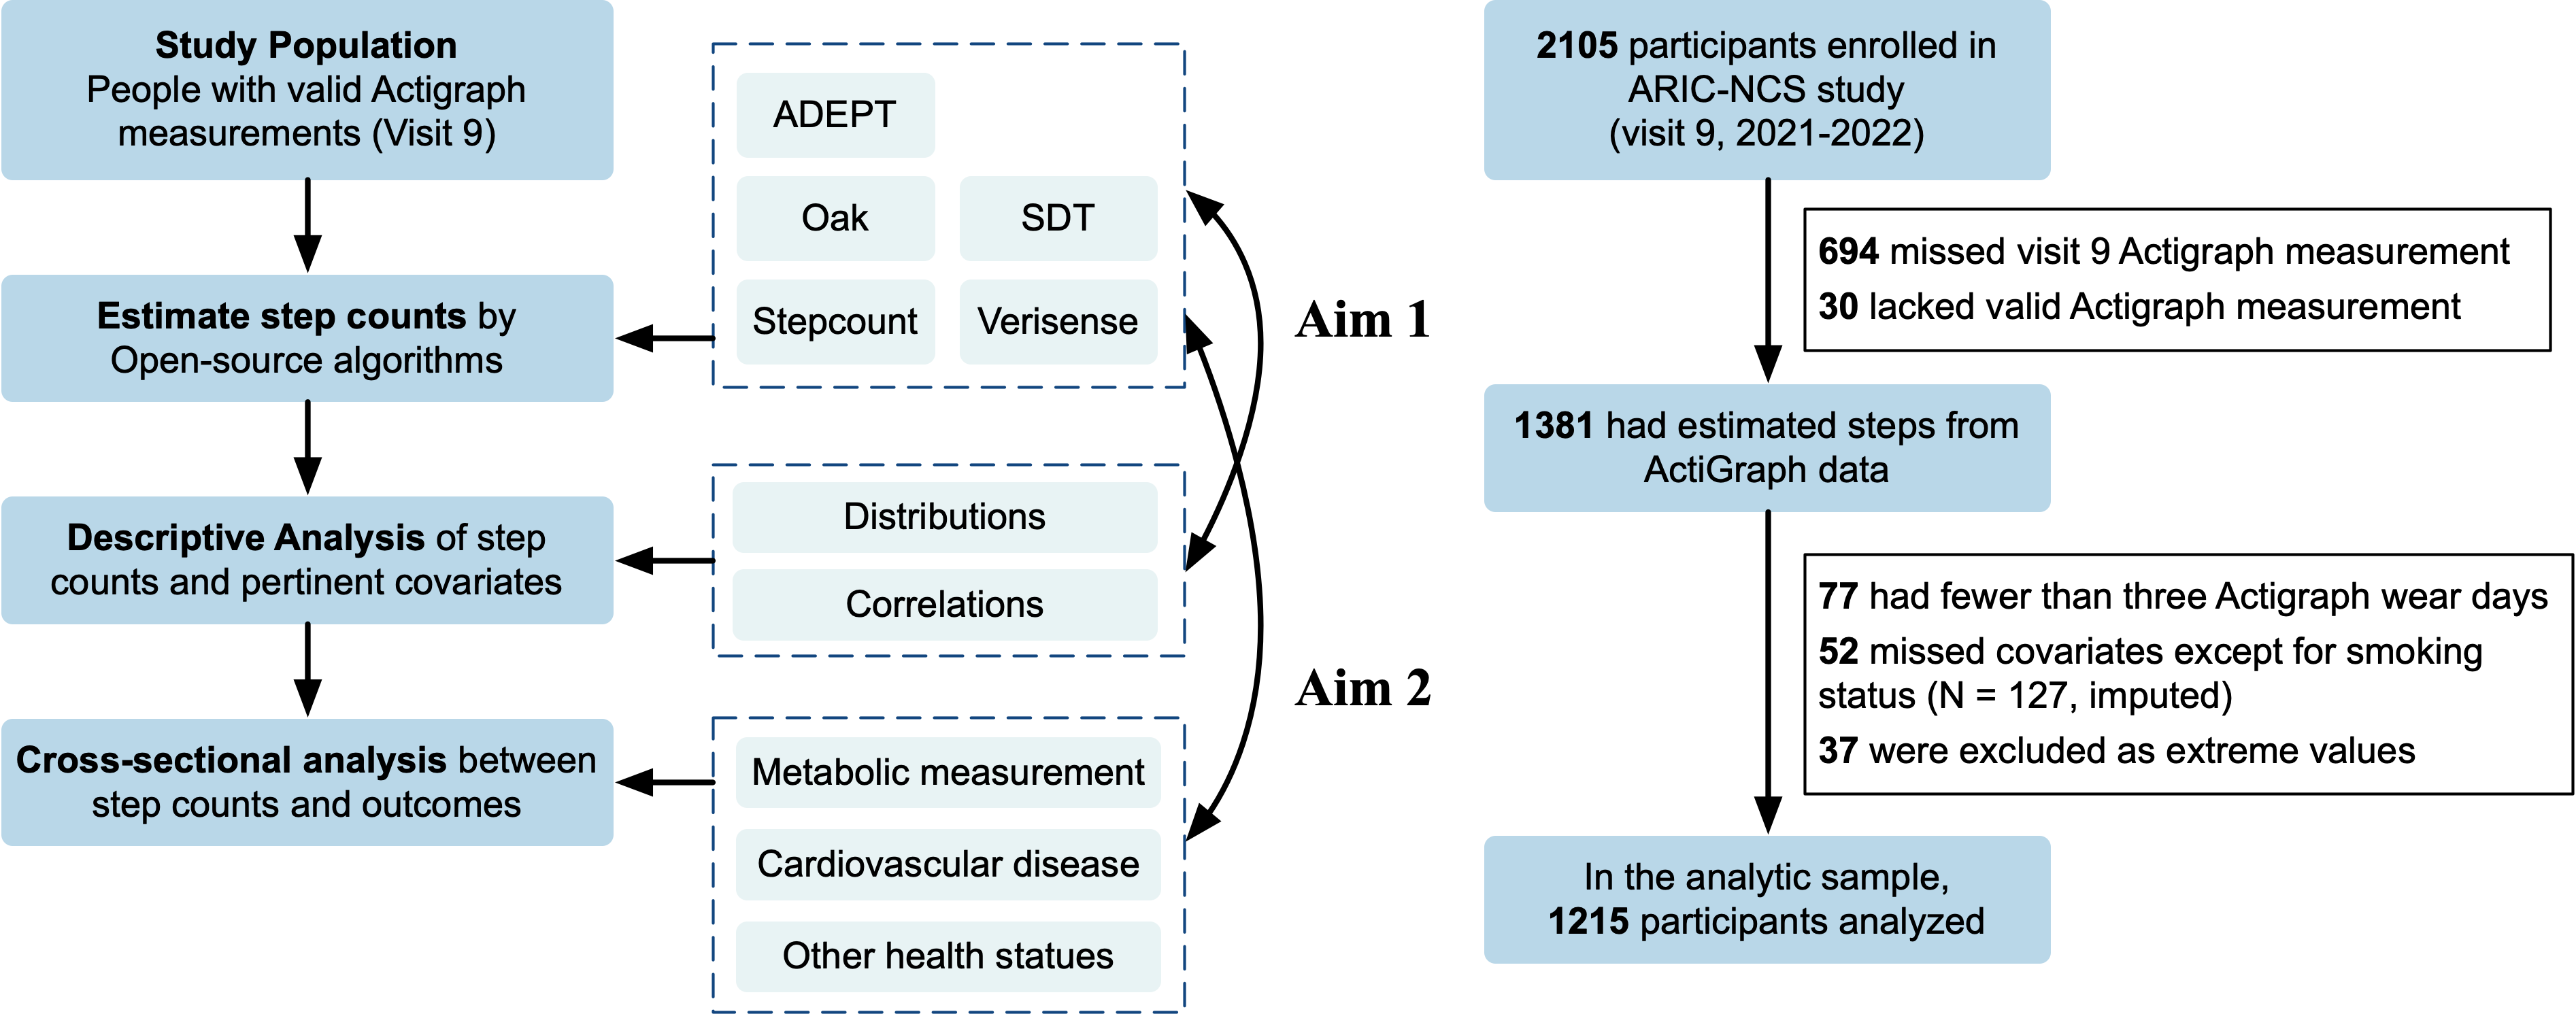 Study Population
People with valid Actigraph
measurements (Visit 9)
Estimate step counts by
Open-source algorithms
Descriptive Analysis of step
counts and pertinent covariates
Cross-sectional analysis between
step counts and outcomes
ADEPT
Oak
SDT
Stepcount
Verisense
Distributions
Correlations
Metabolic measurement
Cardiovascular disease
Other health statues
Aim 1
Aim 2
2105 participants enrolled in
ARIC-NCS study
(visit 9, 2021-2022)
694 missed visit 9 Actigraph measurement
30 lacked valid Actigraph measurement
1381 had estimated steps from
ActiGraph data
77 had fewer than three Actigraph wear days
52 missed covariates except for smoking
status (N = 127, imputed)
37 were excluded as extreme values
In the analytic sample,
1215 participants analyzed